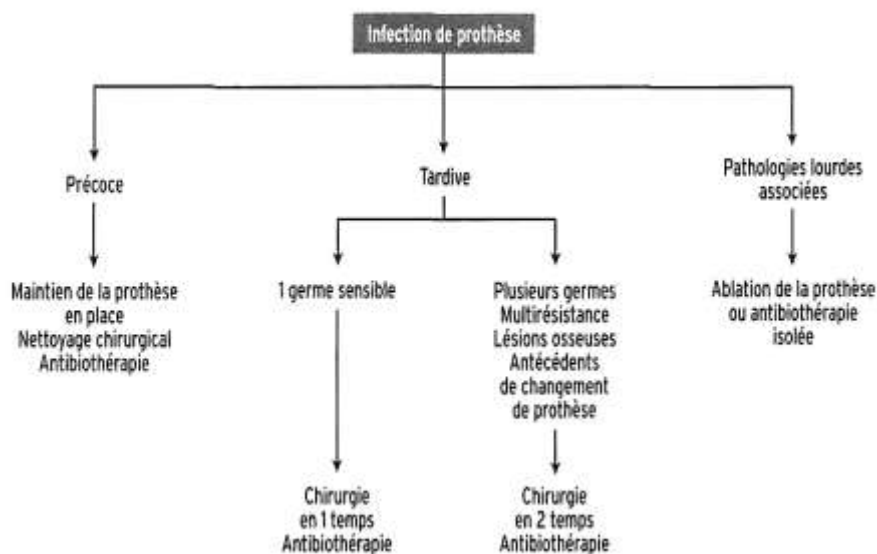 Infection de prothèse
Précoce
Tardive
Pathologies lourdes
associées
Maintien de la prothèse
en place
Nettoyage chirurgical
Antibiothérapie
1 germe sensible
Plusieurs germes
Multirésistance
Lésions osseuses
Antécédents
de changement
de prothèse
Ablation de la prothèse
ou antibiothérapie
isolée
Chirurgie
en 1 temps
Antibiothérapie
Chirurgie
en 2 temps
Antibiothérapie